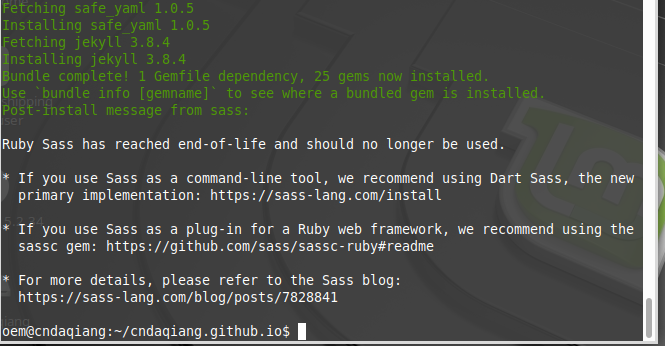 Fetching safe_yaml 1.0.5
Installing safe_yaml 1.0.5
Fetching jekyll 3.8.4
Installing jekyll 3.8.4
Bundle complete! 1 Gemfile dependency, 25 gems now installed.
Use `bundle info [gemname]` to see where a bundled gem is installed.
Post-install message from sass:
Ruby Sass has reached end-of-life and should no longer be used.
* If you use Sass as a command-line tool, we recommend using Dart Sass, the new
primary implementation: https://sass-lang.com/install
* If you use Sass as a plug-in for a Ruby web framework, we recommend using the
sassc gem: https://github.com/sass/sassc-ruby#readme
* For more details, please refer to the Sass blog:
https://sass-lang.com/blog/posts/7828841
oem@cndaqiang:~/cndaqiang.github.io$